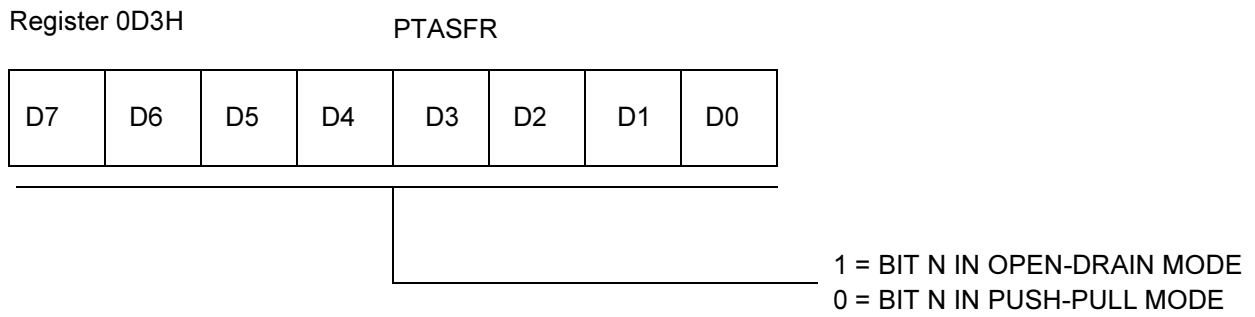 Register 0D3H
PTASFR
D7 D6 D5 D4 D3 D2 D1 D0
1 = BIT N IN OPEN-DRAIN MODE
0 = BIT N IN PUSH-PULL MODE